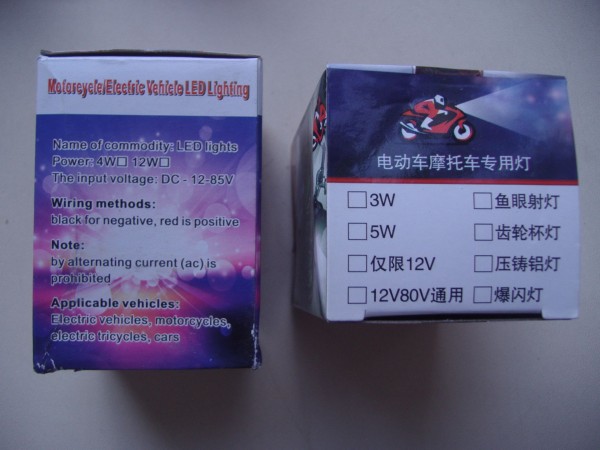 Motorcycle/Electric Vehicle LED Lighting
Name of commodity: LED lights
Power: 4W□ 12W□
The input voltage: DC - 12-85V
Wiring methods:
black for negative, red is positive
Note:
by alternating current (ac) is
prohibited
Applicable vehicles:
Electric vehicles, motorcycles,
electric tricycles, cars
电动车摩托车专用灯
□3W □鱼眼射灯
□5W □齿轮杯灯
□仅限12V □压铸铝灯
□12V80V通用 □爆闪灯